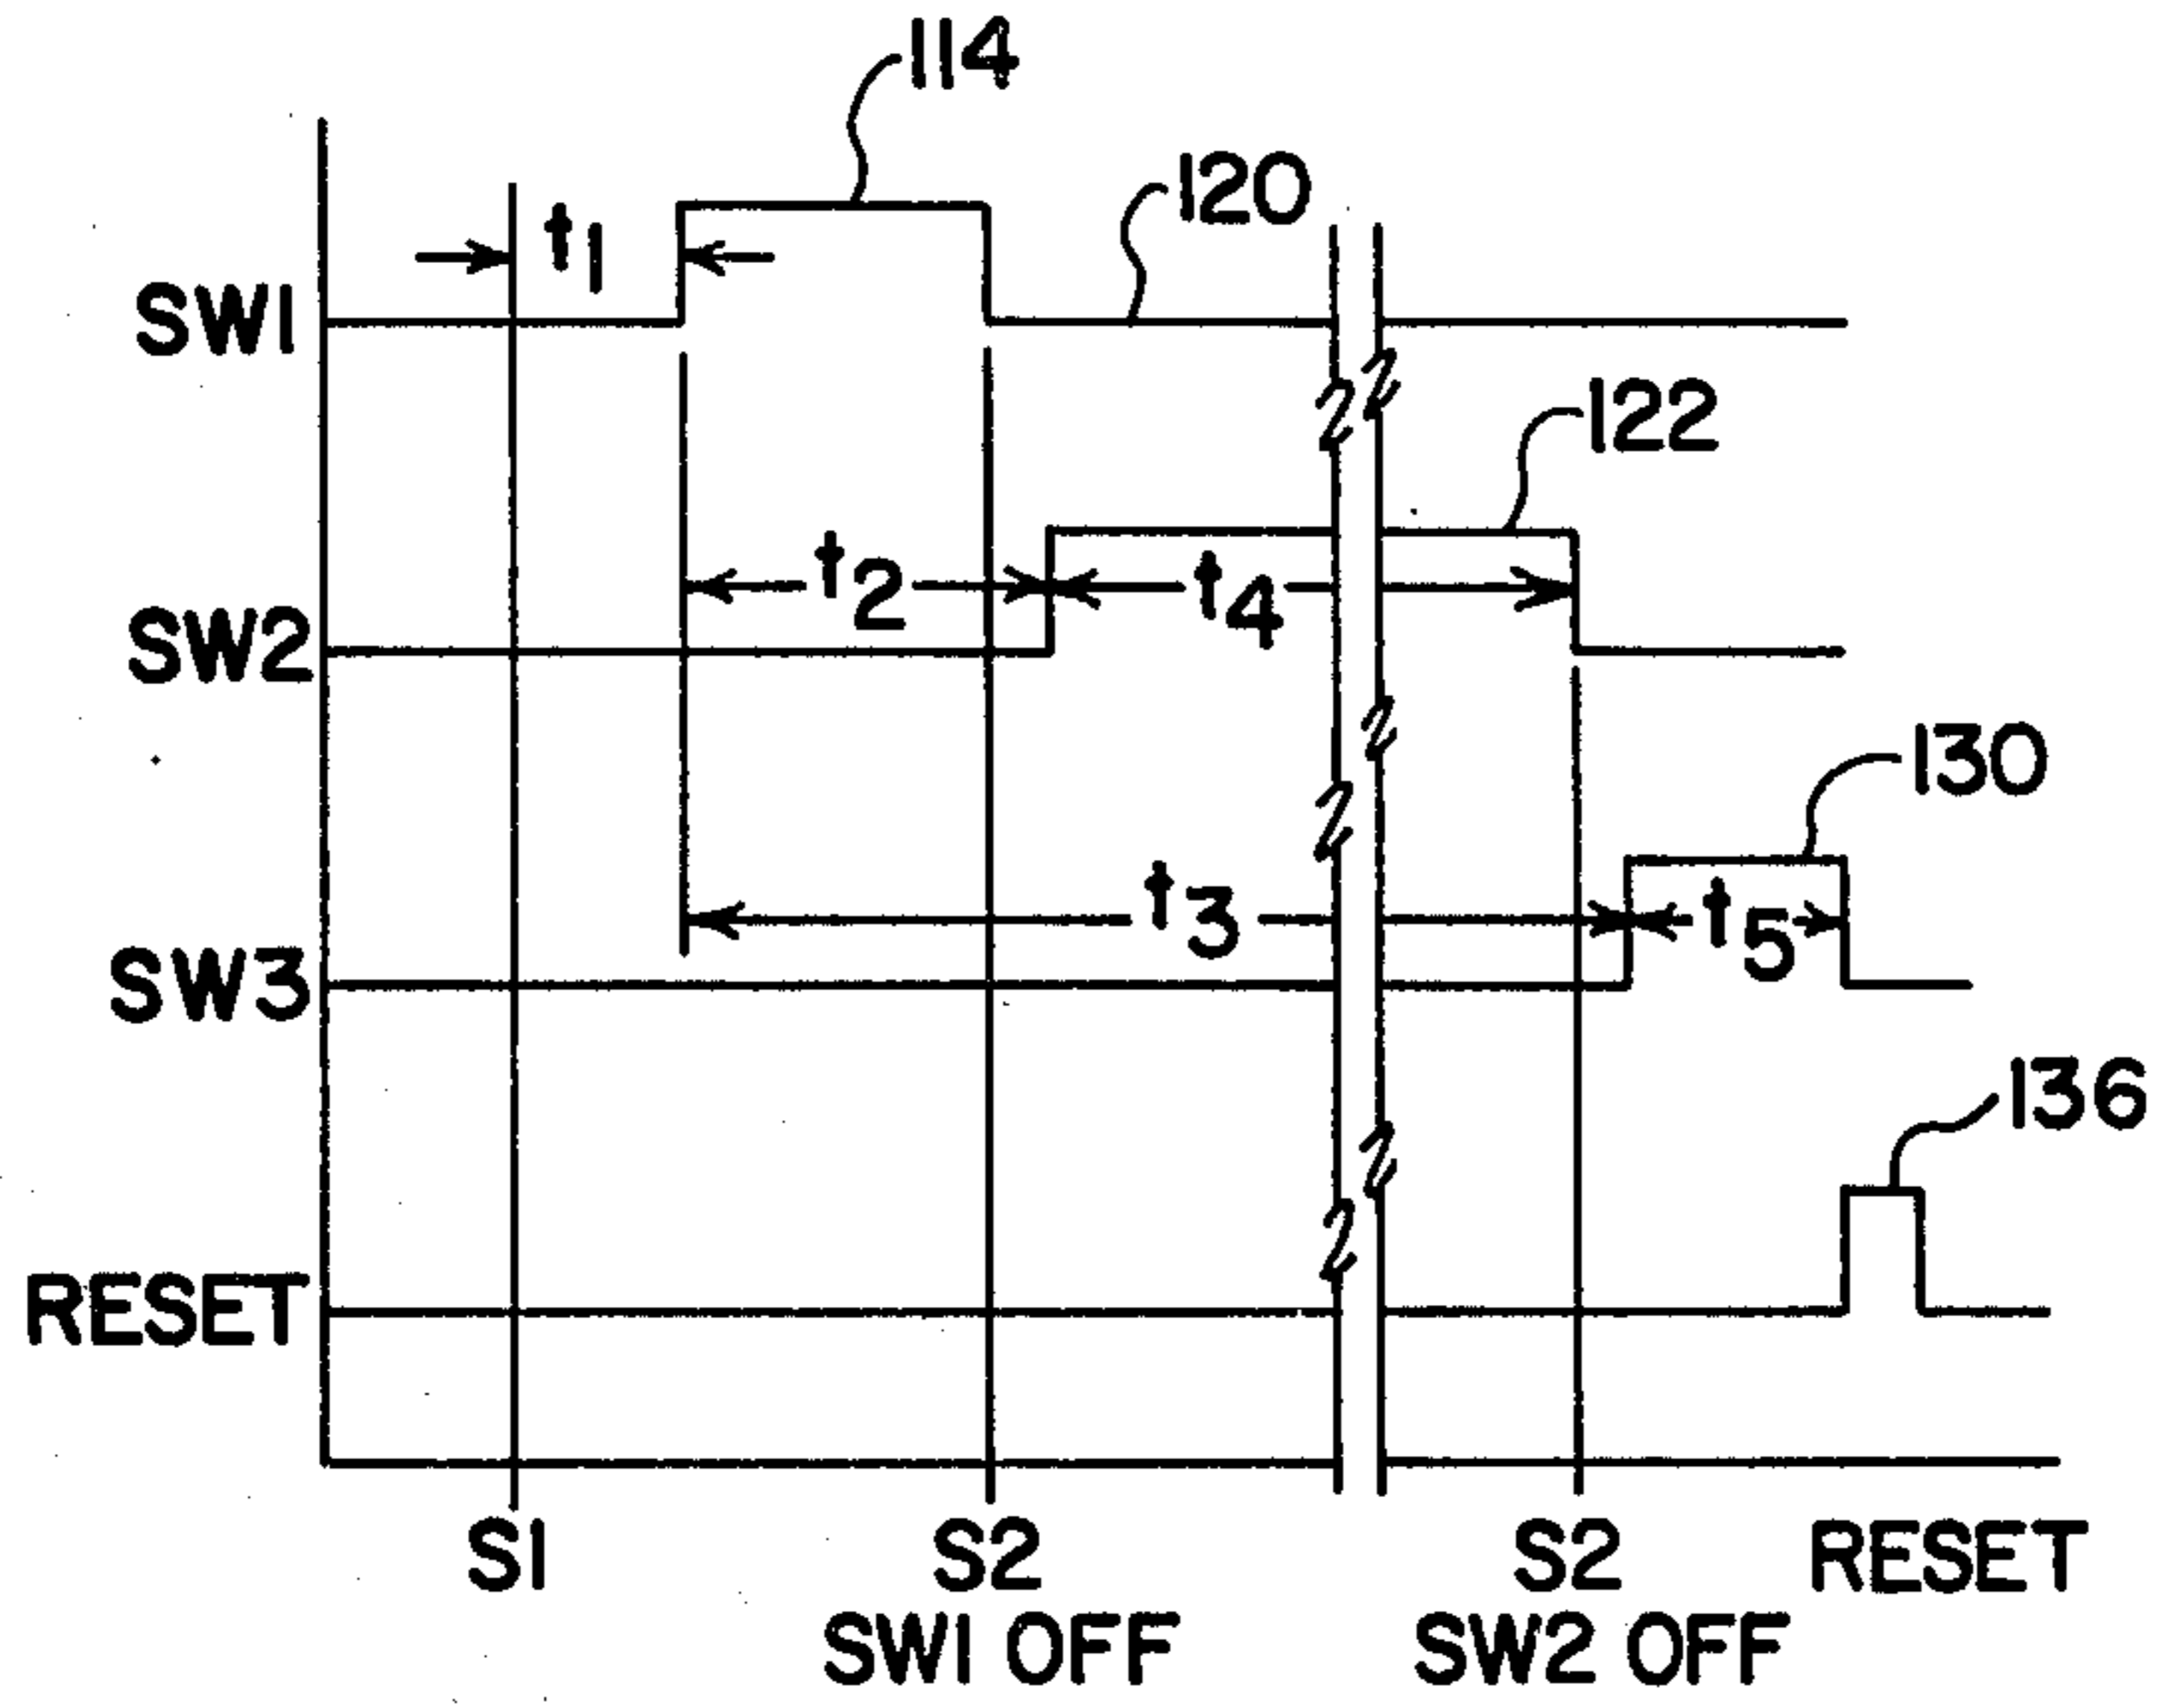 114
120
t1
SW1
122
t2
t4
SW2
130
t3
t5
SW3
136
RESET
S1
S2
SW1 OFF
S2
SW2 OFF
RESET